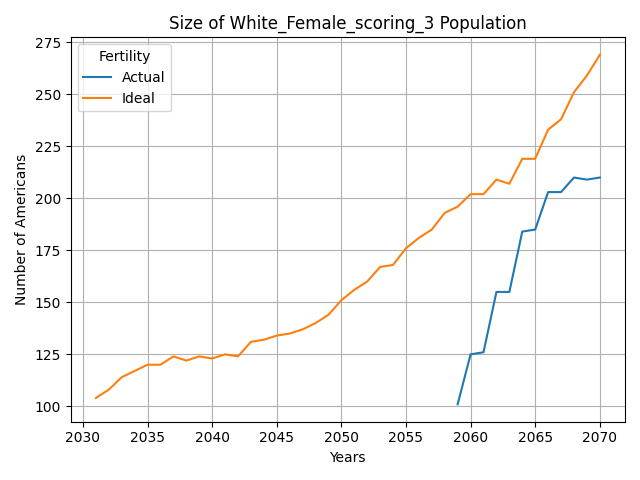 Size of White_Female_scoring_3 Population
Fertility
Actual
Ideal
Number of Americans
275
250
225
200
175
150
125
100
2030 2035 2040 2045 2050 2055 2060 2065 2070
Years